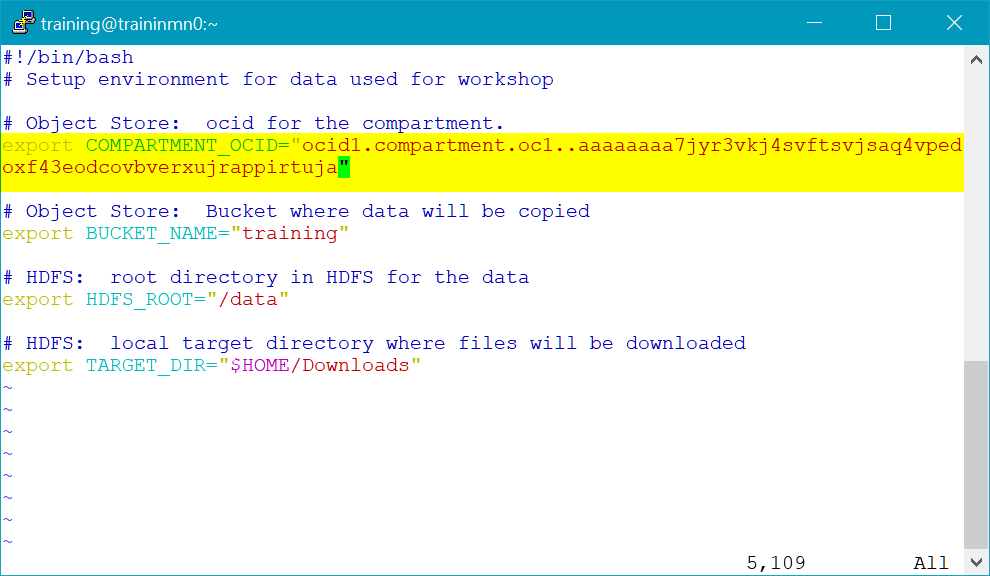 training@traininmn0:~
#!/bin/bash
# Setup environment for data used for workshop
# Object Store:  ocid for the compartment.
export COMPARTMENT_OCID="ocid1.compartment.oc1..aaaaaaaa7jyr3vkj4svftsvjsaq4vped
oxf43eodcovbverxujrappirtuja"
# Object Store:  Bucket where data will be copied
export BUCKET_NAME="training"
# HDFS:  root directory in HDFS for the data
export HDFS_ROOT="/data"
# HDFS:  local target directory where files will be downloaded
export TARGET_DIR="$HOME/Downloads"
~
~
~
~
~
~
~
~
5,109 All